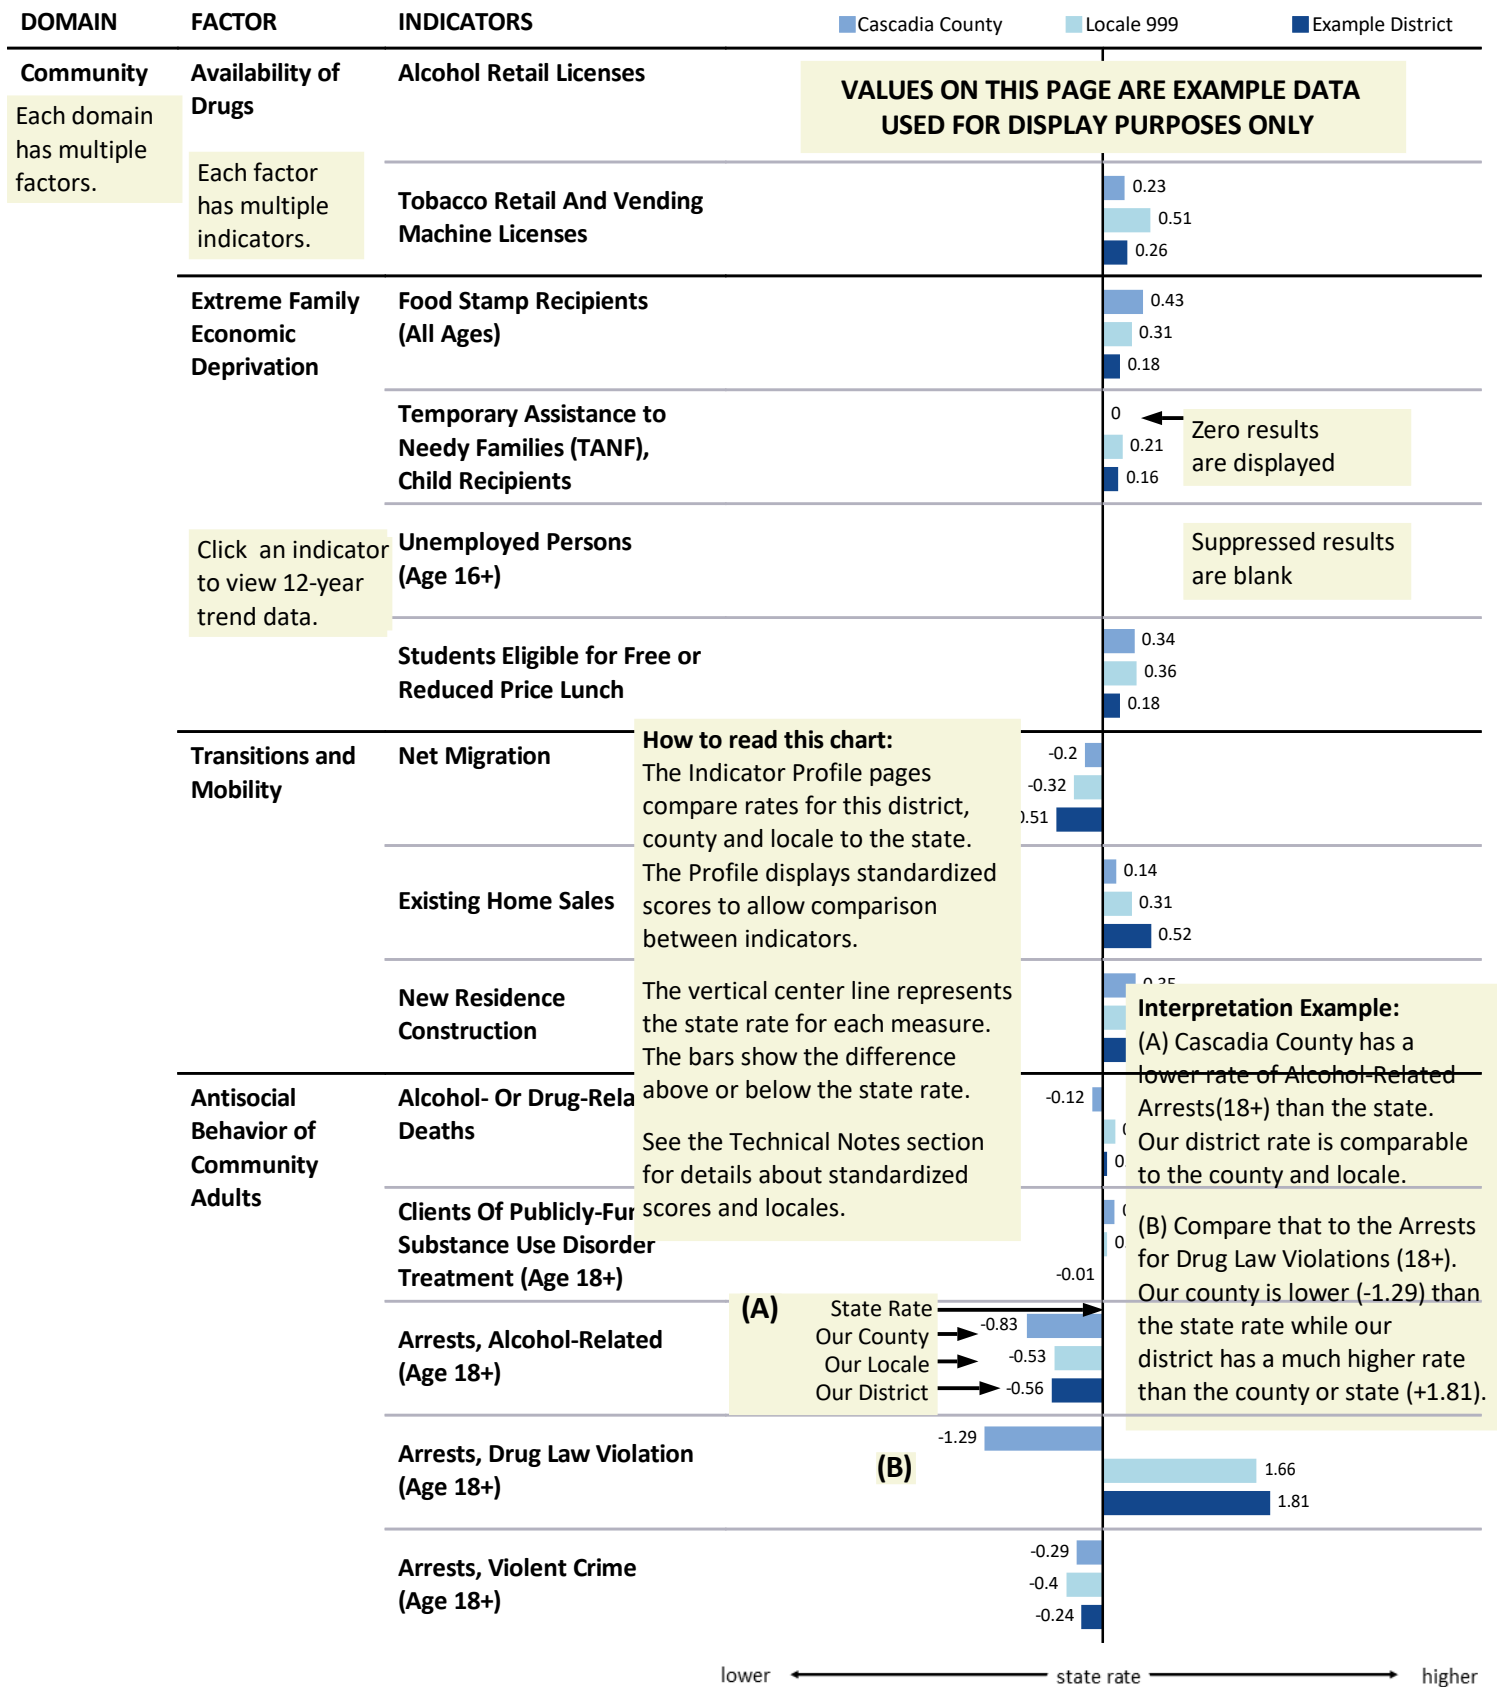 DOMAIN FACTOR INDICATORS Cascadia County Locale 999 Example District
Community Availability of Drugs Alcohol Retail Licenses
VALUES ON THIS PAGE ARE EXAMPLE DATA
USED FOR DISPLAY PURPOSES ONLY
Each domain
has multiple
factors.
Each factor
has multiple
indicators.
Tobacco Retail And Vending
Machine Licenses
0.23
0.51
0.26
Extreme Family
Economic
Deprivation
Food Stamp Recipients
(All Ages)
0.43
0.31
0.18
Temporary Assistance to
Needy Families (TANF),
Child Recipients
0
0.21
0.16
Zero results
are displayed
Click an indicator
to view 12-year
trend data.
Unemployed Persons
(Age 16+)
Suppressed results
are blank
Students Eligible for Free or
Reduced Price Lunch
0.34
0.36
0.18
Transitions and
Mobility
Net Migration
-0.2
-0.32
0.51
How to read this chart:
The Indicator Profile pages
compare rates for this district,
county and locale to the state.
The Profile displays standardized
scores to allow comparison
between indicators.
The vertical center line represents
the state rate for each measure.
The bars show the difference
above or below the state rate.
See the Technical Notes section
for details about standardized
scores and locales.
Existing Home Sales
0.14
0.31
0.52
New Residence
Construction
Interpretation Example:
(A) Cascadia County has a
lower rate of Alcohol-Related
Arrests(18+) than the state.
Our district rate is comparable
to the county and locale.
(B) Compare that to the Arrests
for Drug Law Violations (18+).
Our county is lower (-1.29) than
the state rate while our
district has a much higher rate
than the county or state (+1.81).
Antisocial
Behavior of
Community
Adults
Alcohol- Or Drug-Rela
Deaths
-0.12
Clients Of Publicly-Fu
Substance Use Disorder
Treatment (Age 18+)
-0.01
Arrests, Alcohol-Related
(Age 18+)
(A)
State Rate
Our County
Our Locale
Our District
-0.83
-0.53
-0.56
Arrests, Drug Law Violation
(Age 18+)
(B)
-1.29
1.66
1.81
Arrests, Violent Crime
(Age 18+)
-0.29
-0.4
-0.24
lower state rate higher